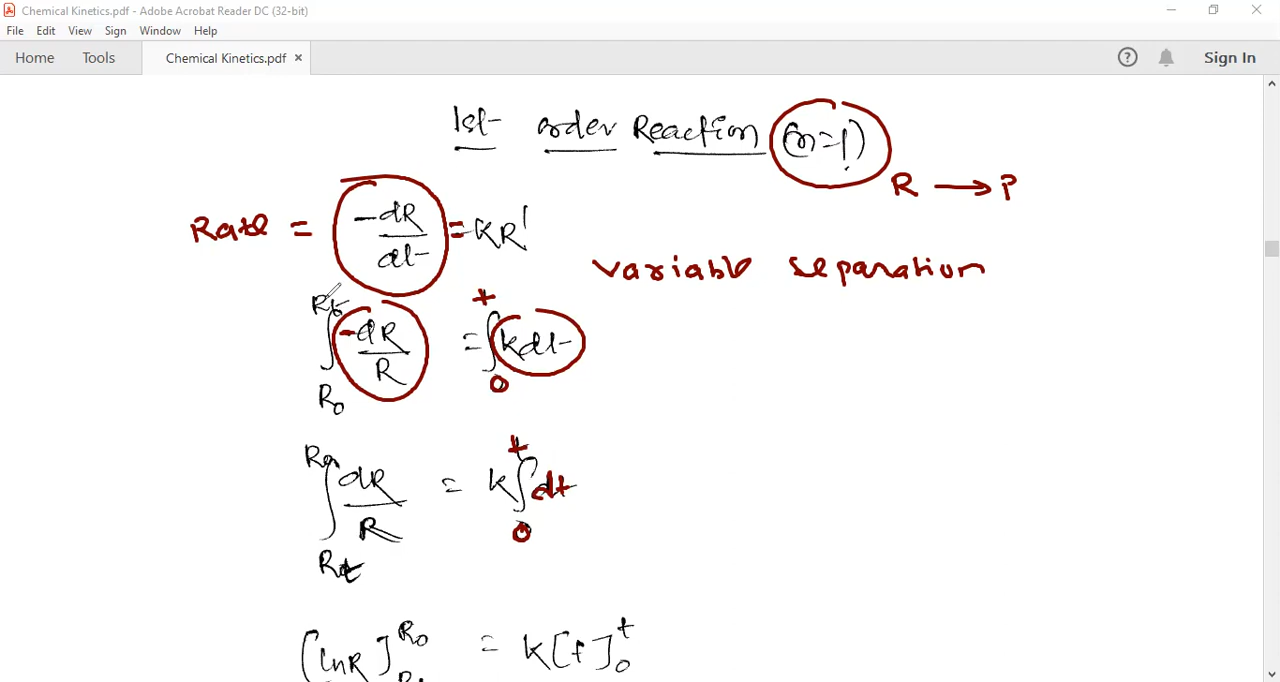 Chemical Kinetics.pdf - Adobe Acrobat Reader DC (32-bit)
File Edit View Sign Window Help
Home Tools Chemical Kinetics.pdf × ? Sign In
1st order Reaction (n=1)
R → P
Rate = -dR/dt = KR¹
variable separation
∫_{R₀}^{Rt} -dR/R = ∫_{0}^{t} kdt
∫_{Rt}^{R₀} dR/R = k∫_{0}^{t} dt
[lnR]^{R₀} = k[t]_{0}^{t}